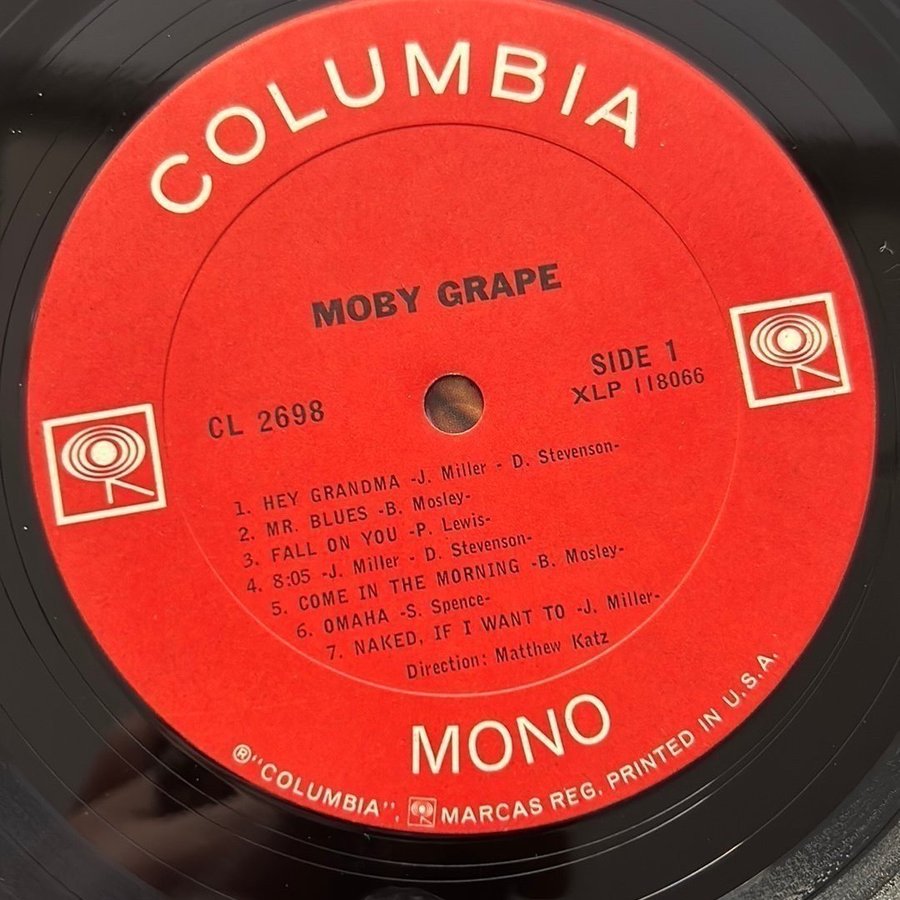 COLUMBIA
MOBY GRAPE
CL 2698
SIDE 1
XLP 118066
1. HEY GRANDMA -J. Miller - D. Stevenson-
2. MR. BLUES -B. Mosley-
3. FALL ON YOU -P. Lewis-
4. 8:05 -J. Miller - D. Stevenson-
5. COME IN THE MORNING -B. Mosley-
6. OMAHA -S. Spence-
7. NAKED, IF I WANT TO -J. Miller-
Direction: Matthew Katz
MONO
®"COLUMBIA", MARCAS REG. PRINTED IN U.S.A.